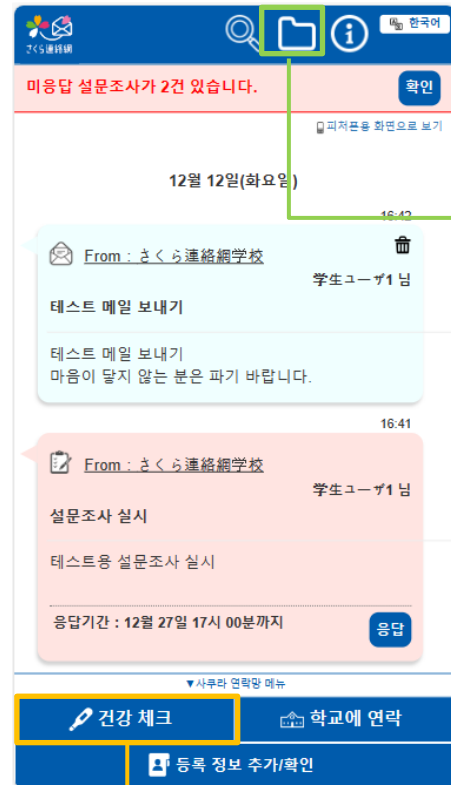 さくら連絡網
한국어
미응답 설문조사가 2건 있습니다.
확인
피저폰용 화면으로 보기
12월 12일(화요일)
16:42
From : さくら連絡網学校
学生ユーザ1 님
테스트 메일 보내기
테스트 메일 보내기
마음이 닿지 않는 분은 파기 바랍니다.
16:41
From : さくら連絡網学校
学生ユーザ1 님
설문조사 실시
테스트용 설문조사 실시
응답기간 : 12월 27일 17시 00분까지
응답
▼사쿠라 연락망 메뉴
건강 체크
학교에 연락
등록 정보 추가/확인